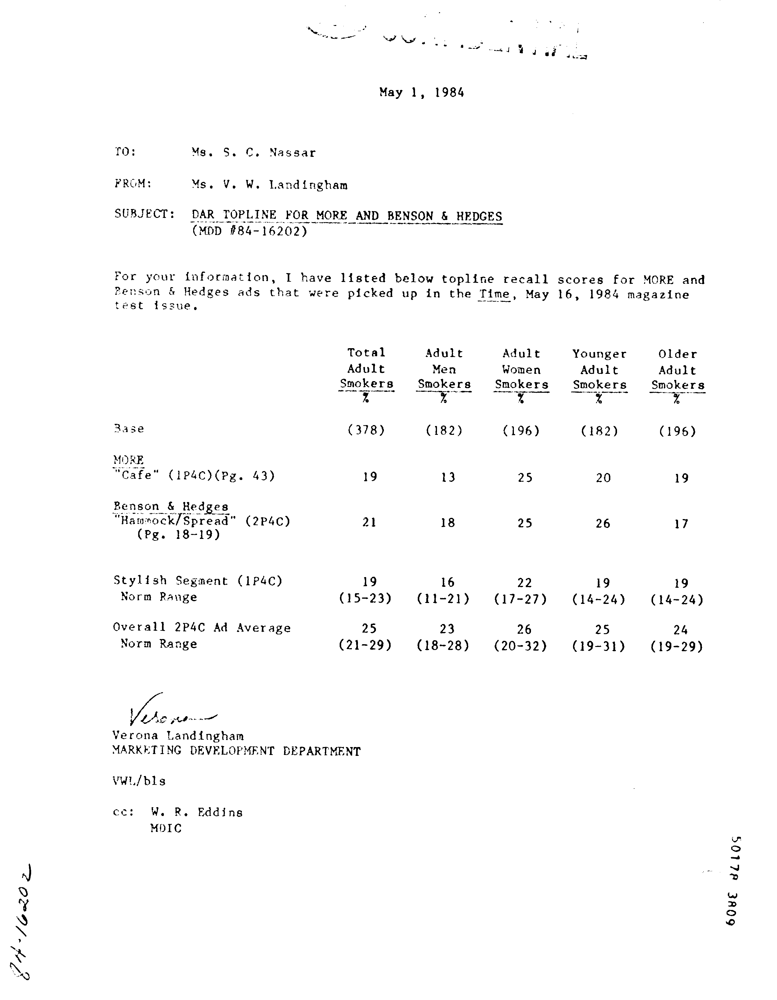 May 1, 1984
TO: Ms. S. C. Nassar
FROM: Ms. V. W. Landingham
SUBJECT: DAR TOPLINE FOR MORE AND BENSON & HEDGES
(MDD #84-16202)
For your information, I have listed below topline recall scores for MORE and
Benson & Hedges ads that were picked up in the Time, May 16, 1984 magazine
test issue.
Total Adult Adult Younger Older
Adult Men Women Adult Adult
Smokers Smokers Smokers Smokers Smokers
% % % % %
Base (378) (182) (196) (182) (196)
MORE
"Cafe" (1P4C)(Pg. 43) 19 13 25 20 19
Benson & Hedges
"Hammock/Spread" (2P4C) 21 18 25 26 17
(Pg. 18-19)
Stylish Segment (1P4C) 19 16 22 19 19
Norm Range (15-23) (11-21) (17-27) (14-24) (14-24)
Overall 2P4C Ad Average 25 23 26 25 24
Norm Range (21-29) (18-28) (20-32) (19-31) (19-29)
Verona
Verona Landingham
MARKETING DEVELOPMENT DEPARTMENT
VWL/bls
cc: W. R. Eddins
MDIC
84-16202